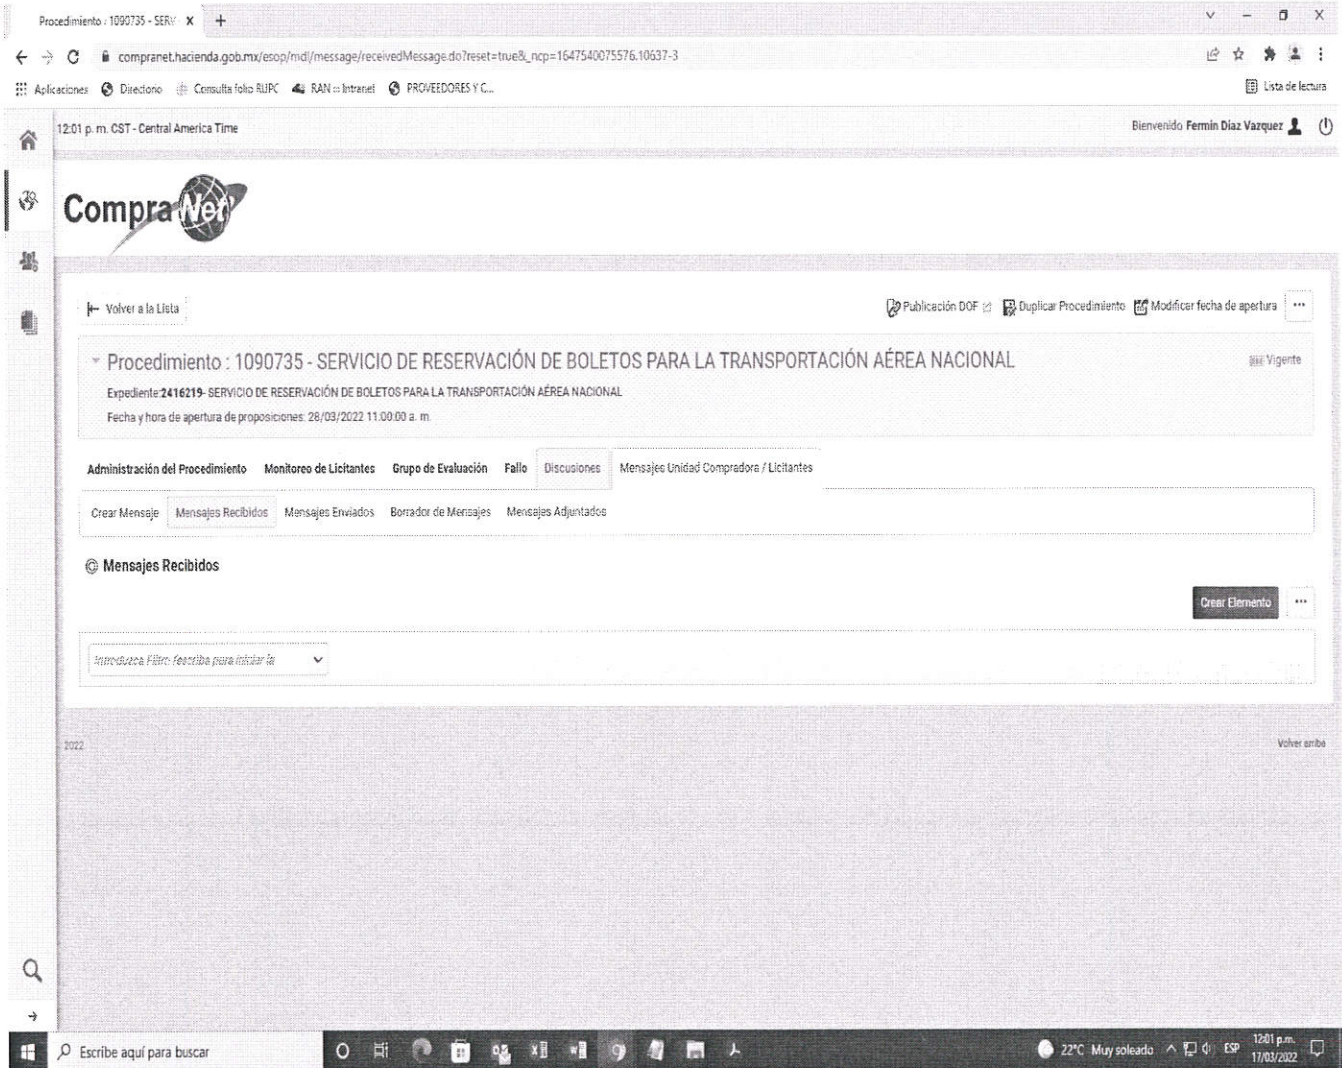 Procedimiento : 1090735 - SER
compranet.hacienda.gob.mx/esop/mdl/message/receivedMessage.do?reset=true&_ncp=1647540075576.10637-3
Aplicaciones Directorio Consulta folio RUPC RAN :: Intranet PROVEEDORES Y C... Lista de lectura
12:01 p. m. CST - Central America Time Bienvenido Fermin Diaz Vazquez
CompraNet
Volver a la Lista Publicación DOF Duplicar Procedimiento Modificar fecha de apertura ...
Procedimiento : 1090735 - SERVICIO DE RESERVACIÓN DE BOLETOS PARA LA TRANSPORTACIÓN AÉREA NACIONAL Vigente
Expediente:2416219- SERVICIO DE RESERVACIÓN DE BOLETOS PARA LA TRANSPORTACIÓN AÉREA NACIONAL
Fecha y hora de apertura de proposiciones: 28/03/2022 11:00:00 a. m.
Administración del Procedimiento Monitoreo de Licitantes Grupo de Evaluación Fallo Discusiones Mensajes Unidad Compradora / Licitantes
Crear Mensaje Mensajes Recibidos Mensajes Enviados Borrador de Mensajes Mensajes Adjuntados
Mensajes Recibidos
Crear Elemento ...
Introduzca Filtro (escriba para iniciar la
2022 Volver arriba
Escribe aquí para buscar 22°C Muy soleado ESP 12:01 p.m.
17/03/2022